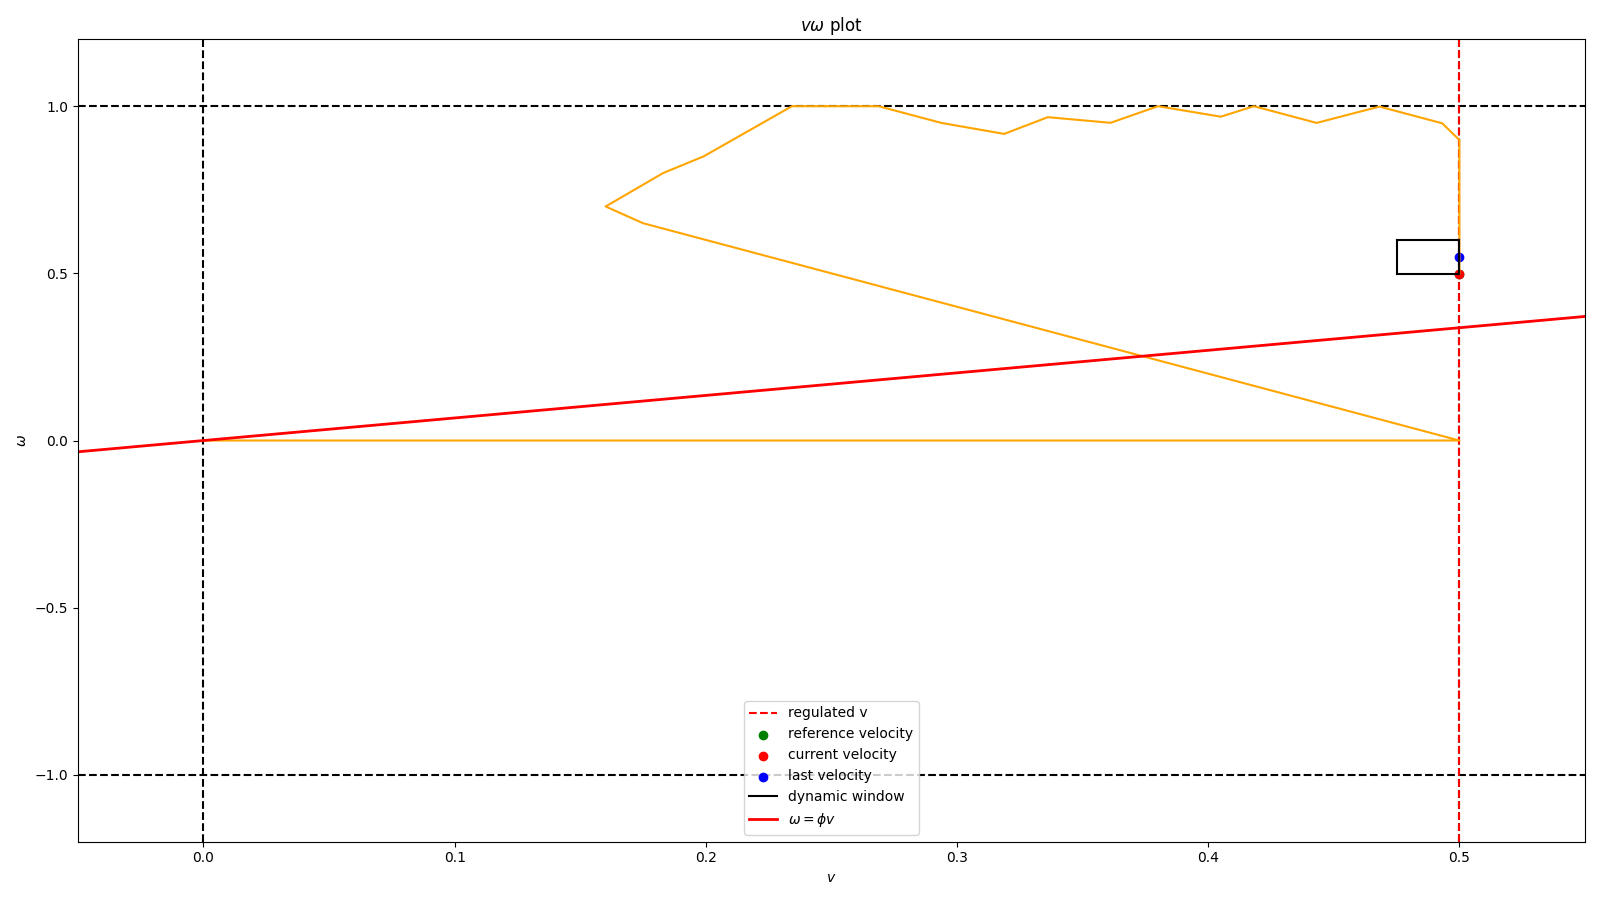 vω plot
1.0
0.5
0.0
−0.5
−1.0
ω
0.0 0.1 0.2 0.3 0.4 0.5
v
regulated v
reference velocity
current velocity
last velocity
dynamic window
ω = ϕv